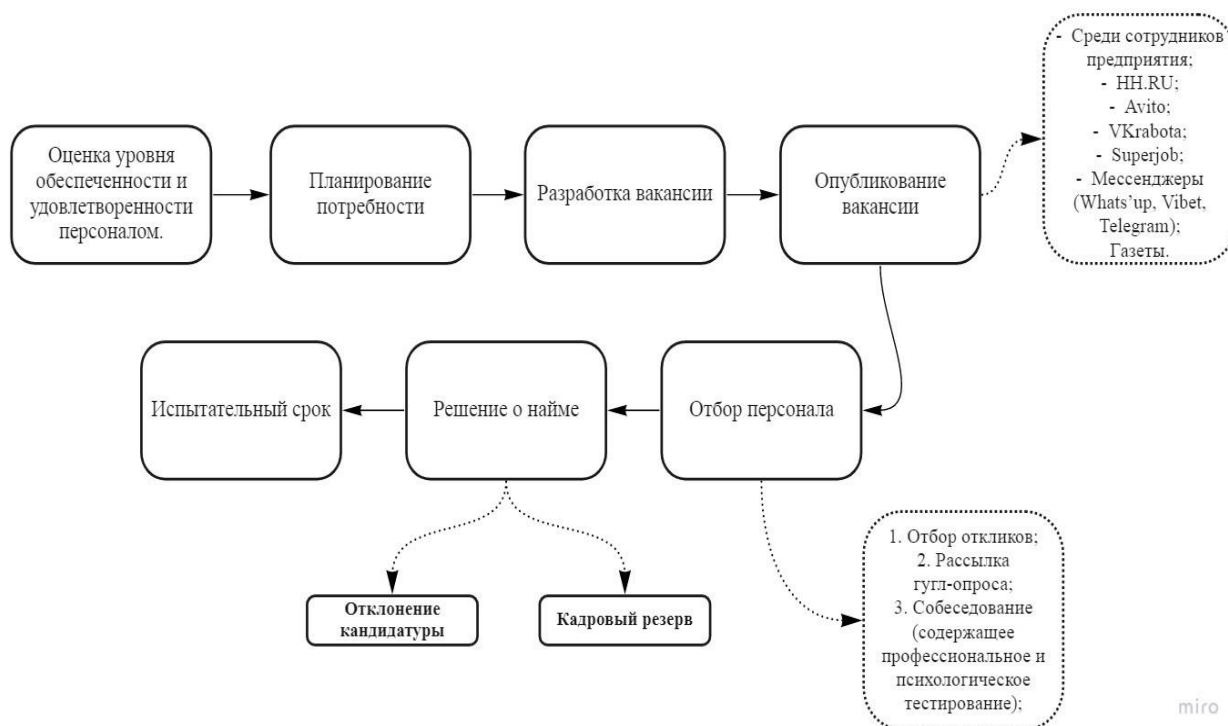 - Среди сотрудников
предприятия;
- HH.RU;
- Avito;
- VKrabota;
- Superjob;
- Мессенджеры
(Whats’up, Vibet,
Telegram);
Газеты.
Оценка уровня
обеспеченности и
удовлетворенности
персоналом.
Планирование
потребности
Разработка вакансии
Опубликование
вакансии
Испытательный срок
Решение о найме
Отбор персонала
Отклонение
кандидатуры
Кадровый резерв
1. Отбор откликов;
2. Рассылка
гугл-опроса;
3. Собеседование
(содержащее
профессиональное и
психологическое
тестирование);
miro